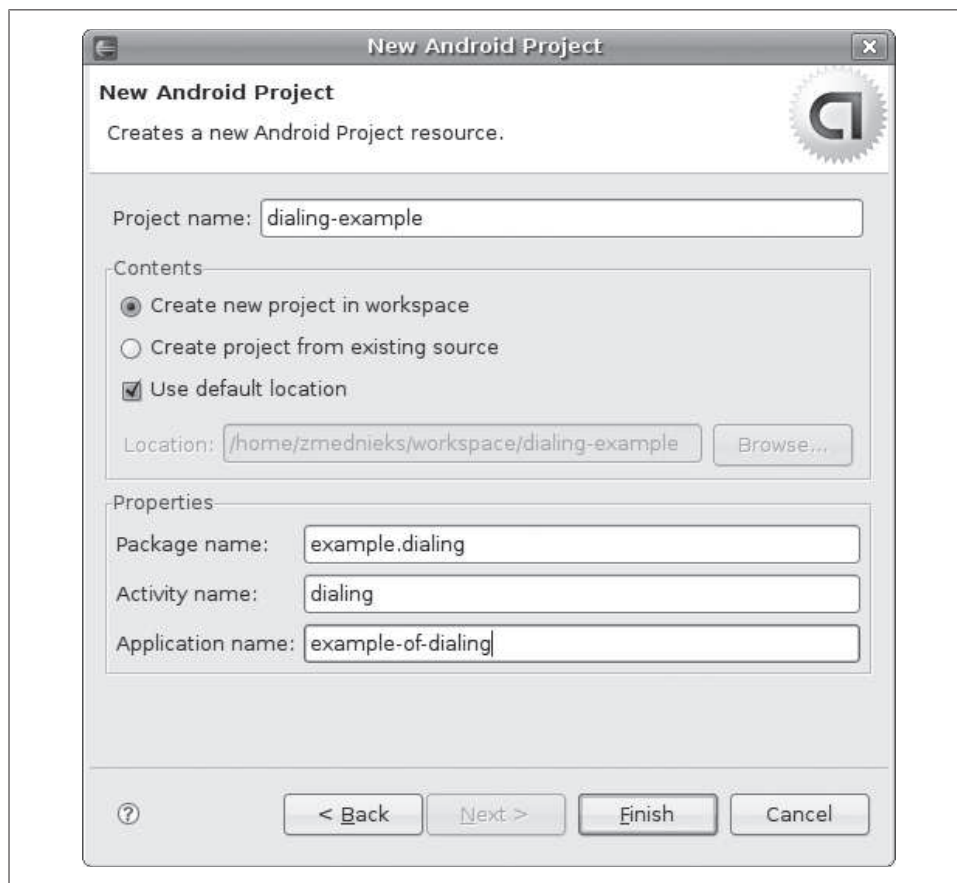 New Android Project
New Android Project
Creates a new Android Project resource.
Project name: dialing-example
Contents
Create new project in workspace
Create project from existing source
Use default location
Location: /home/zmednieks/workspace/dialing-example Browse...
Properties
Package name: example.dialing
Activity name: dialing
Application name: example-of-dialing
? < Back Next > Finish Cancel